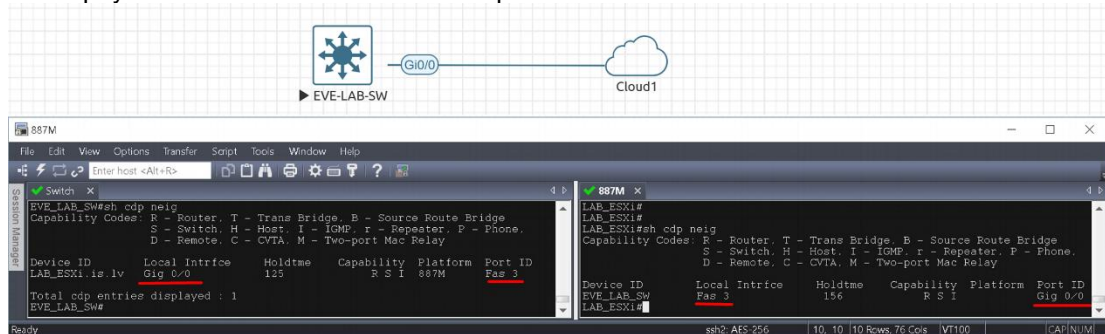 Gi0/0
EVE-LAB-SW
Cloud1
887M
File Edit View Options Transfer Script Tools Window Help
Enter host <Alt+R>
Session Manager
Switch
EVE_LAB_SW#sh cdp neig
Capability Codes: R - Router, T - Trans Bridge, B - Source Route Bridge
S - Switch, H - Host, I - IGMP, r - Repeater, P - Phone,
D - Remote, C - CVTA, M - Two-port Mac Relay
Device ID Local Intrfce Holdtme Capability Platform Port ID
LAB_ESXi.is.lv Gig 0/0 125 R S I 887M Fas 3
Total cdp entries displayed : 1
EVE_LAB_SW#
887M
LAB_ESXi#
LAB_ESXi#
LAB_ESXi#sh cdp neig
Capability Codes: R - Router, T - Trans Bridge, B - Source Route Bridge
S - Switch, H - Host, I - IGMP, r - Repeater, P - Phone,
D - Remote, C - CVTA, M - Two-port Mac Relay
Device ID Local Intrfce Holdtme Capability Platform Port ID
EVE_LAB_SW Fas 3 156 R S I Gig 0/0
LAB_ESXi#
Ready
ssh2: AES-256 10, 10 10 Rows, 76 Cols VT100 CAP NUM